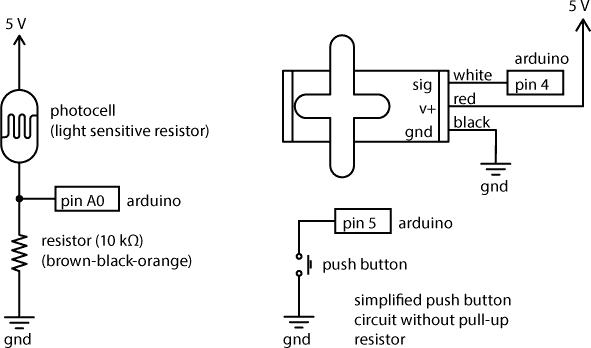 5 V
photocell
(light sensitive resistor)
pin A0 arduino
resistor (10 kΩ)
(brown-black-orange)
gnd
5 V
arduino
sig white pin 4
v+ red
gnd black
gnd
pin 5 arduino
push button
simplified push button
circuit without pull-up
resistor
gnd